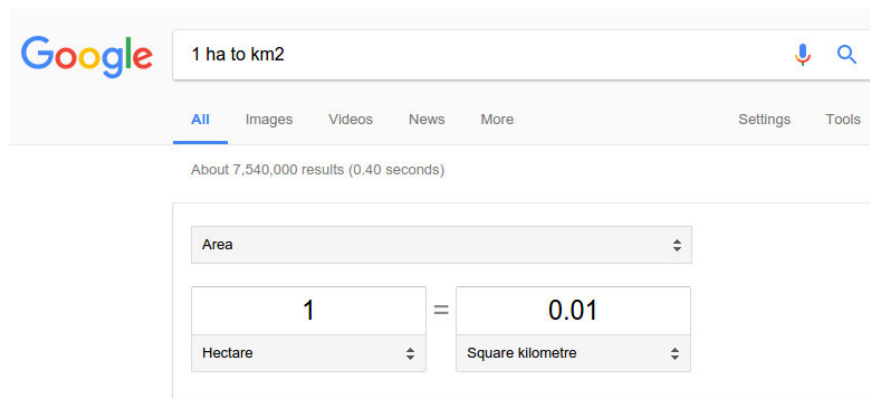 Google 1 ha to km2
All Images Videos News More Settings Tools
About 7,540,000 results (0.40 seconds)
Area
1 = 0.01
Hectare Square kilometre